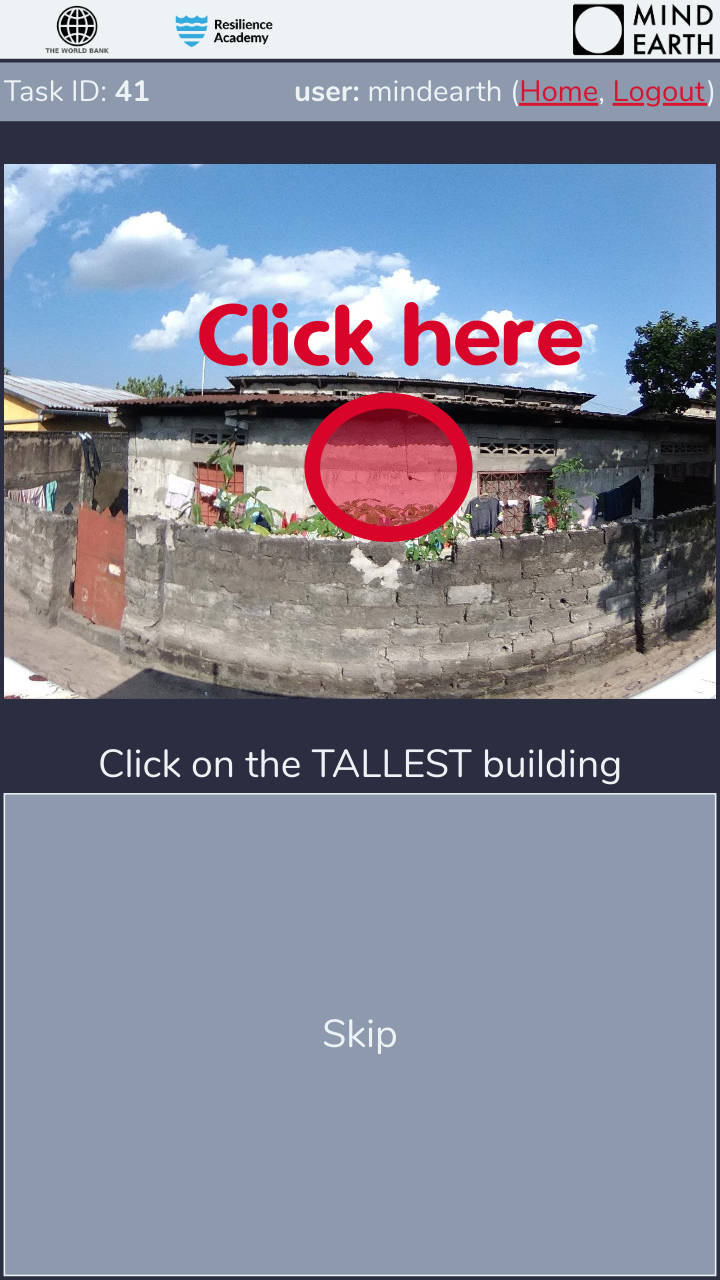 THE WORLD BANK
Resilience
Academy
MIND
EARTH
Task ID: 41
user: mindearth (Home, Logout)
Click here
Click on the TALLEST building
Skip